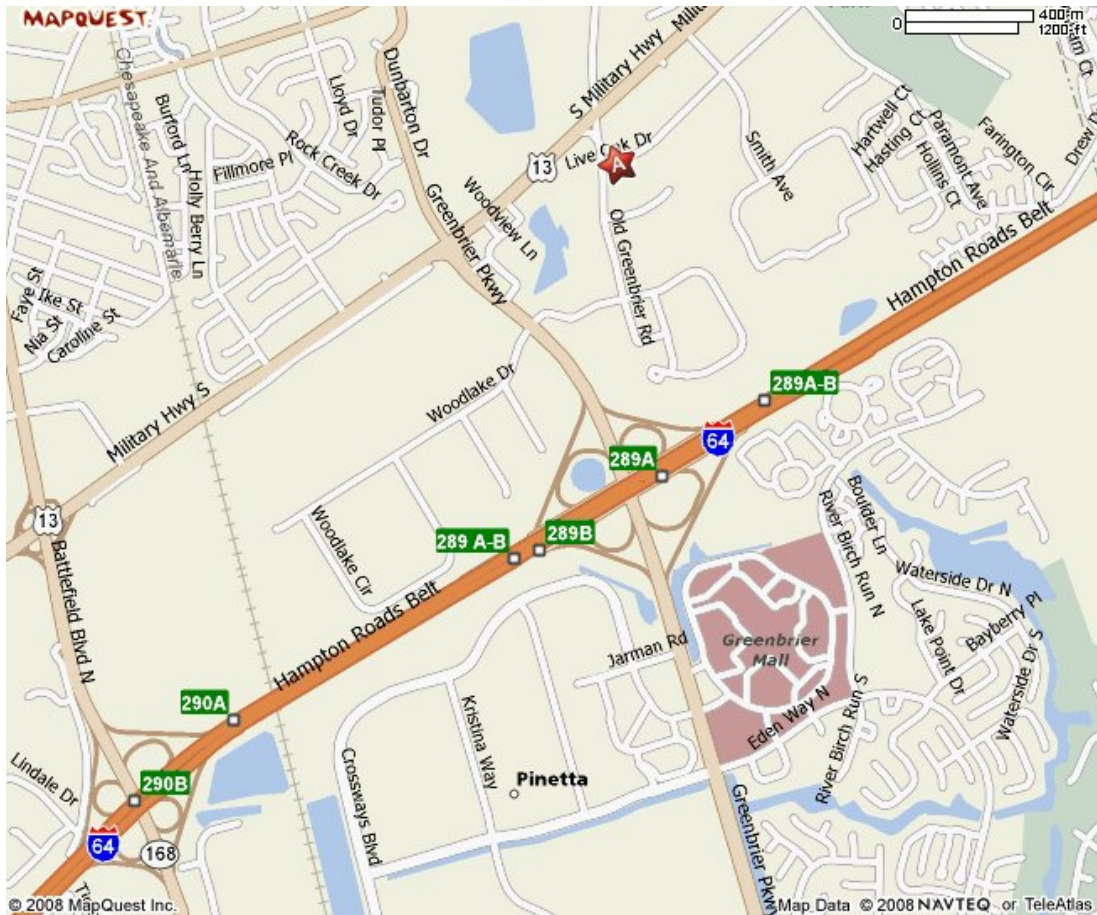 MAPQUEST.
0
400 m
1200 ft
Chesapeake And Albemarle
Burford Ln
Holly Berry Ln
Fillmore Pl
Lloyd Dr
Tudor Pl
Rock Creek Dr
Dunbarton Dr
Greenbrier Pkwy
Woodview Ln
S Military Hwy
13
Live Oak Dr
A
Old Greenbrier Rd
Smith Ave
Hartwell Ct
Hasting Ct
Hollins Ct
Paramont Ave
Farington Cir
Drew D
am Ct
Hampton Roads Belt
Faye St
Ike St
Nia St
Caroline St
Military Hwy S
Woodlake Dr
289A-B
64
289A
13
Woodlake Cir
289 A-B
289B
Boulder Ln
River Birch Run N
Waterside Dr N
Battlefield Blvd N
Hampton Roads Belt
Jarman Rd
Greenbrier
Mall
Lake Point Dr
Bayberry Pl
Waterside Dr S
290A
Kristina Way
Eden Way N
River Birch Run S
Lindale Dr
290B
Crossways Blvd
Pinetta
Greenbrier Pkwy
64
168
© 2008 MapQuest Inc.
Map Data © 2008 NAVTEQ or TeleAtlas